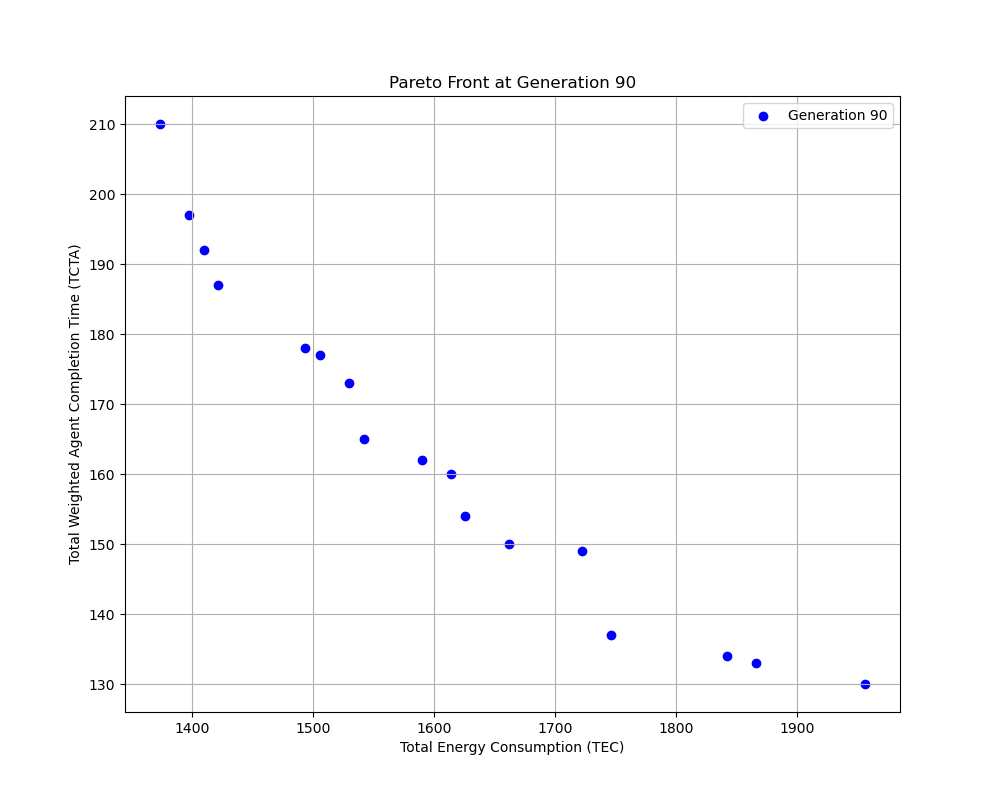 Pareto Front at Generation 90
Generation 90
Total Weighted Agent Completion Time (TCTA)
210
200
190
180
170
160
150
140
130
1400 1500 1600 1700 1800 1900
Total Energy Consumption (TEC)